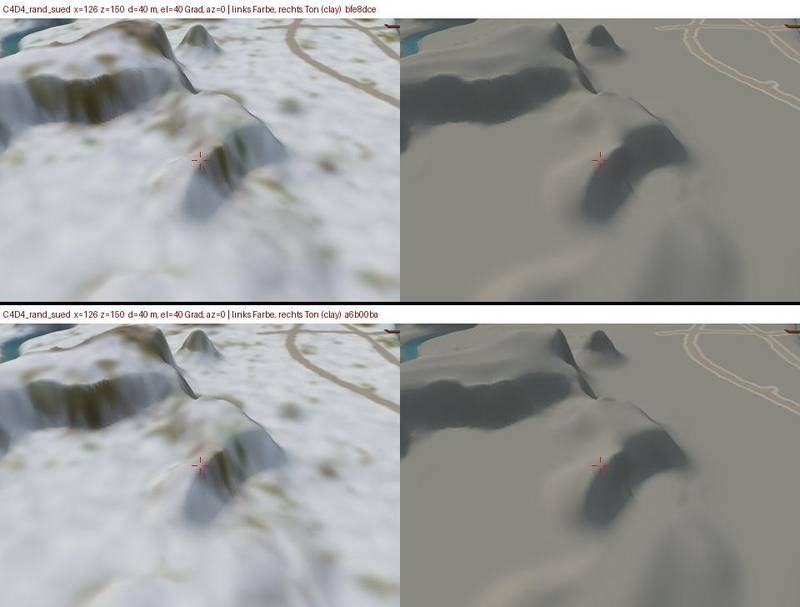 C4D4_rand_sued x=126 z=150 d=40 m, el=40 Grad, az=0 | links Farbe, rechts Ton (clay) bfe8dce
C4D4_rand_sued x=126 z=150 d=40 m, el=40 Grad, az=0 | links Farbe, rechts Ton (clay) a6b00ba